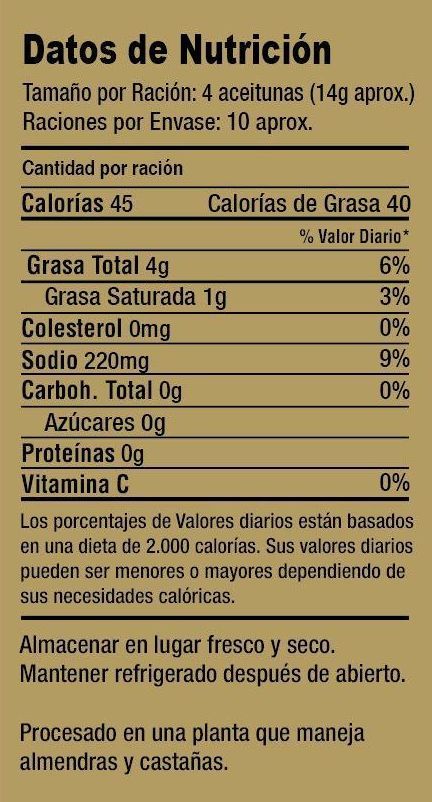 Datos de Nutrición
Tamaño por Ración: 4 aceitunas (14g aprox.)
Raciones por Envase: 10 aprox.
Cantidad por ración
Calorías 45 Calorías de Grasa 40
% Valor Diario*
Grasa Total 4g 6%
Grasa Saturada 1g 3%
Colesterol 0mg 0%
Sodio 220mg 9%
Carboh. Total 0g 0%
Azúcares 0g
Proteínas 0g
Vitamina C 0%
Los porcentajes de Valores diarios están basados
en una dieta de 2.000 calorías. Sus valores diarios
pueden ser menores o mayores dependiendo de
sus necesidades calóricas.
Almacenar en lugar fresco y seco.
Mantener refrigerado después de abierto.
Procesado en una planta que maneja
almendras y castañas.